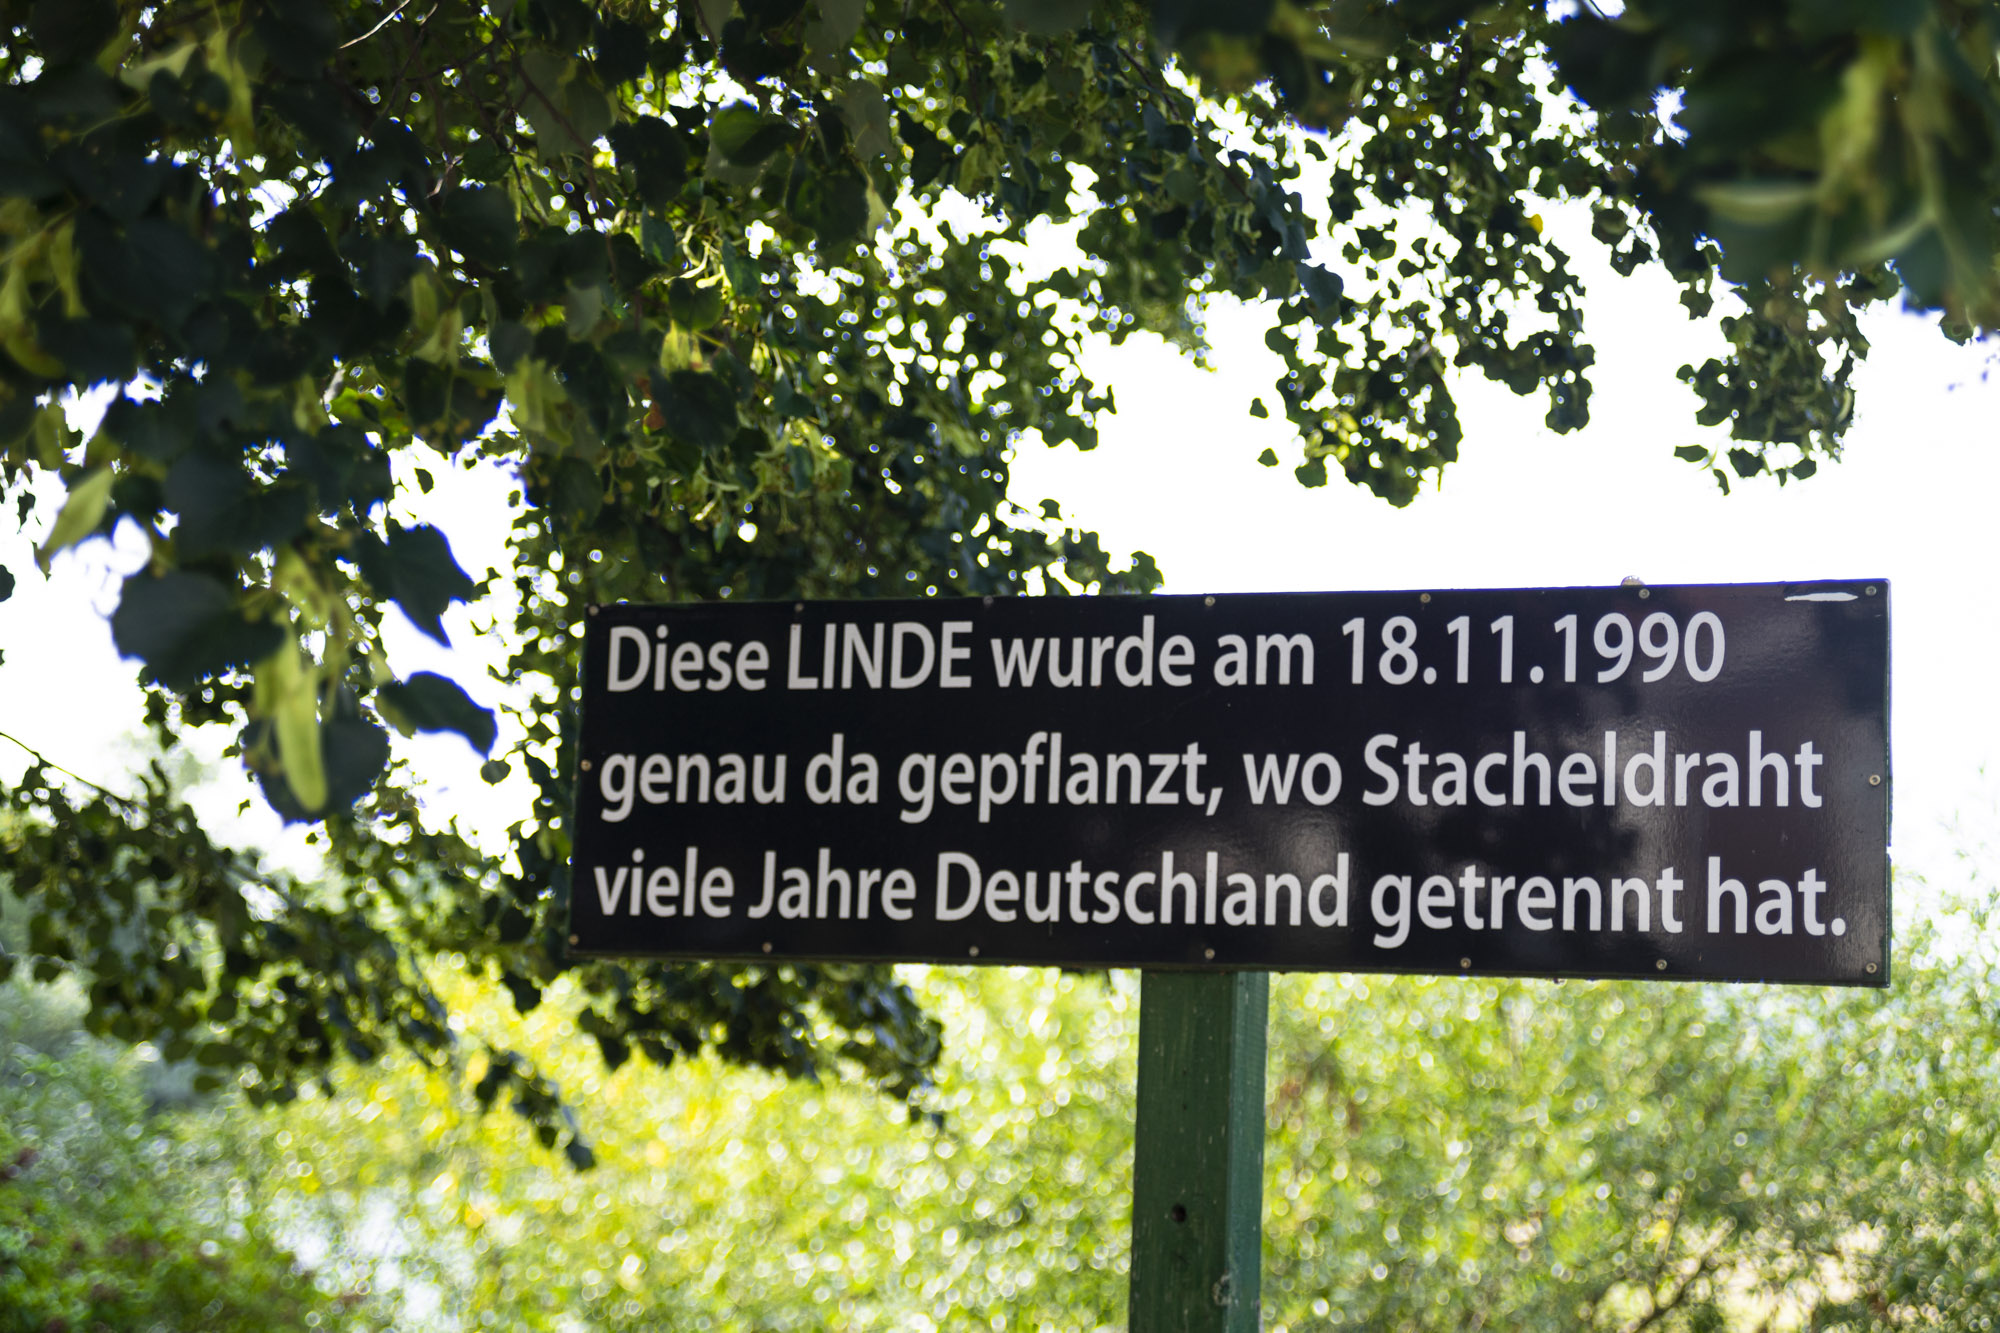 Diese LINDE wurde am 18.11.1990
genau da gepflanzt, wo Stacheldraht
viele Jahre Deutschland getrennt hat.